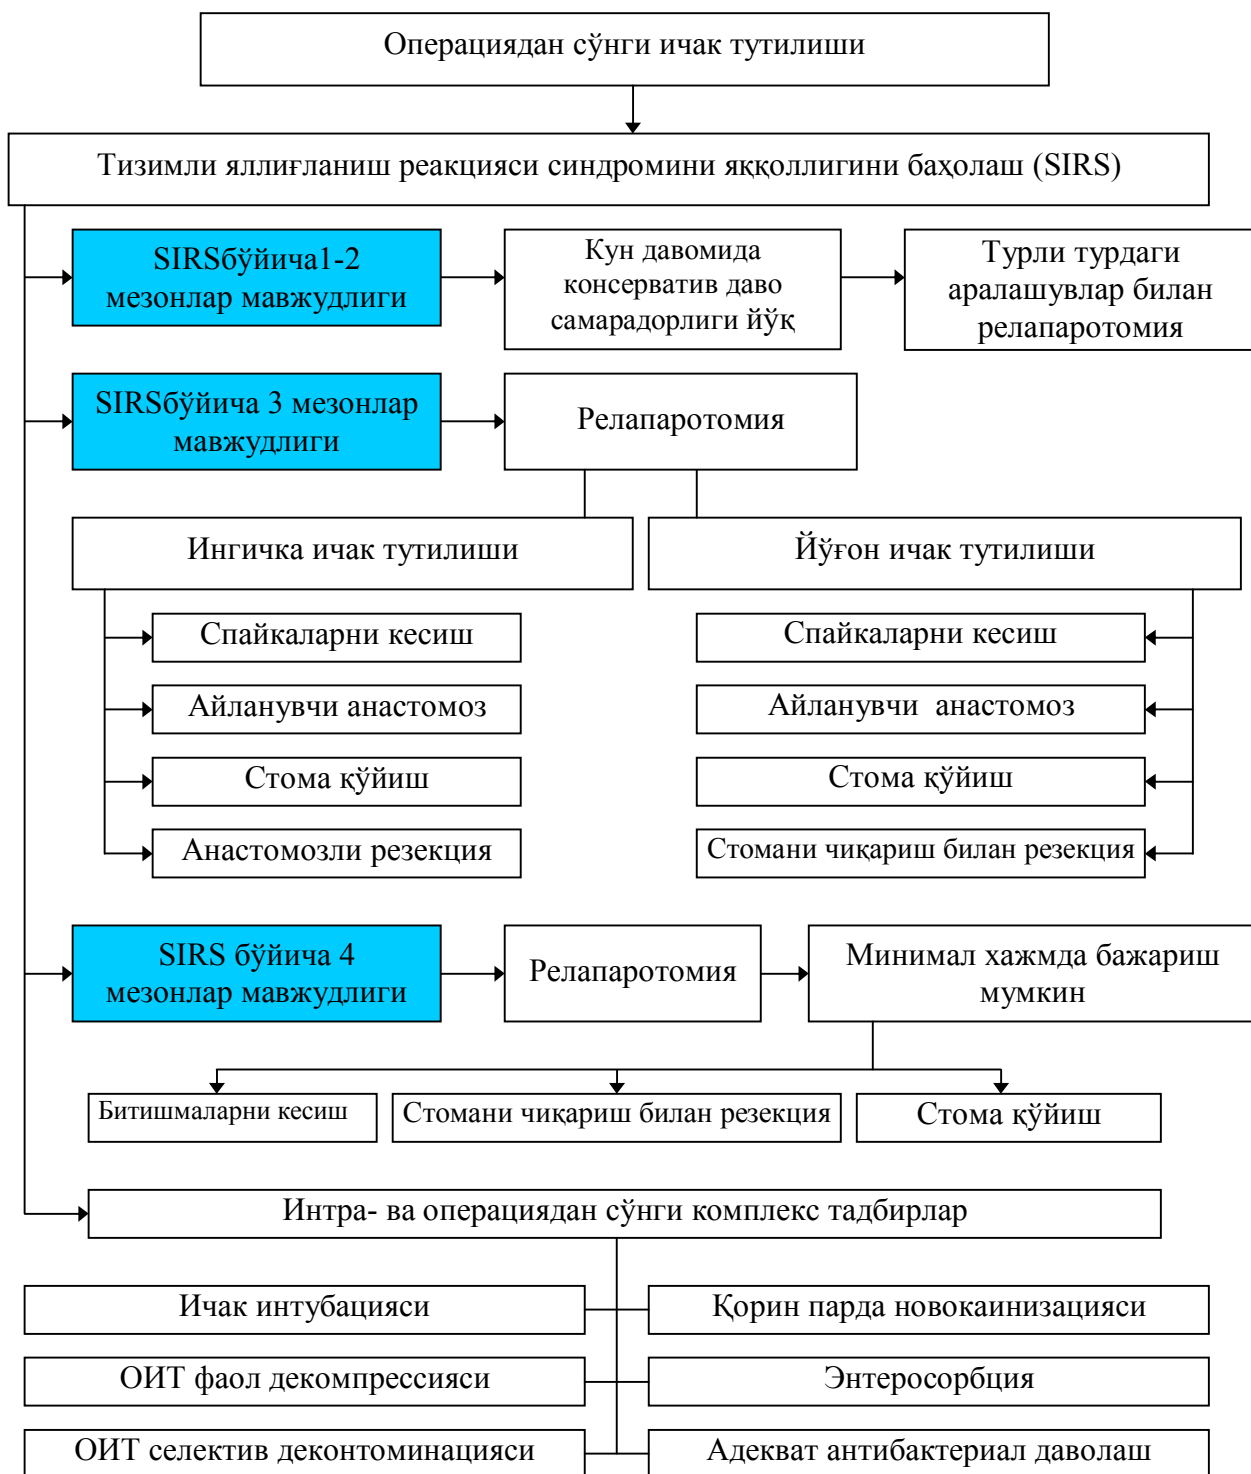 Операциядан сўнги ичак тутилиши
Тизимли яллиғланиш реакцияси синдромини яққоллигини баҳолаш (SIRS)
SIRSбўйича1-2
мезонлар мавжудлиги
Кун давомида
консерватив даво
самарадорлиги йўқ
Турли турдаги
аралашувлар билан
релапаротомия
SIRSбўйича 3 мезонлар
мавжудлиги
Релапаротомия
Ингичка ичак тутилиши
Йўғон ичак тутилиши
Спайкаларни кесиш
Спайкаларни кесиш
Айланувчи анастомоз
Айланувчи анастомоз
Стома қўйиш
Стома қўйиш
Анастомозли резекция
Стомани чиқариш билан резекция
SIRS бўйича 4
мезонлар мавжудлиги
Релапаротомия
Минимал хажмда бажариш
мумкин
Битишмаларни кесиш
Стомани чиқариш билан резекция
Стома қўйиш
Интра- ва операциядан сўнги комплекс тадбирлар
Ичак интубацияси
Қорин парда новокаинизацияси
ОИТ фаол декомпрессияси
Энтеросорбция
ОИТ селектив деконтоминацияси
Адекват антибактериал даволаш